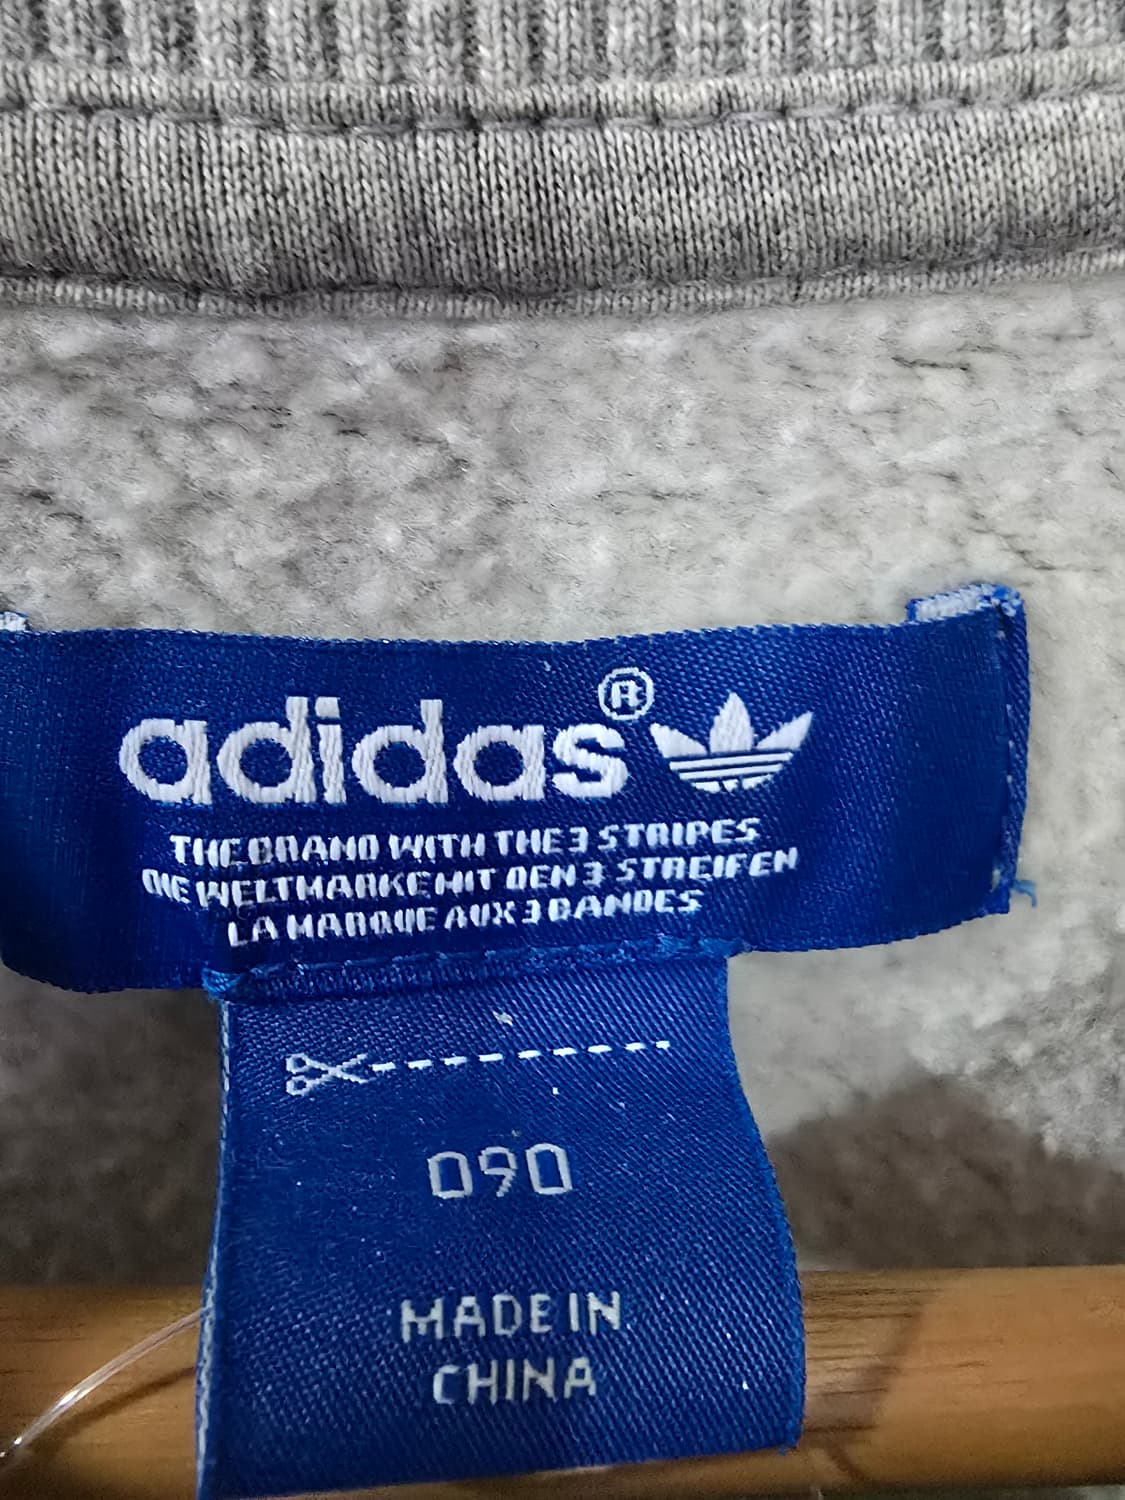 adidas®
THE BRAND WITH THE 3 STRIPES
DIE WELTMARKE MIT DEN 3 STREIFEN
LA MARQUE AUX 3 BANDES
090
MADE IN
CHINA